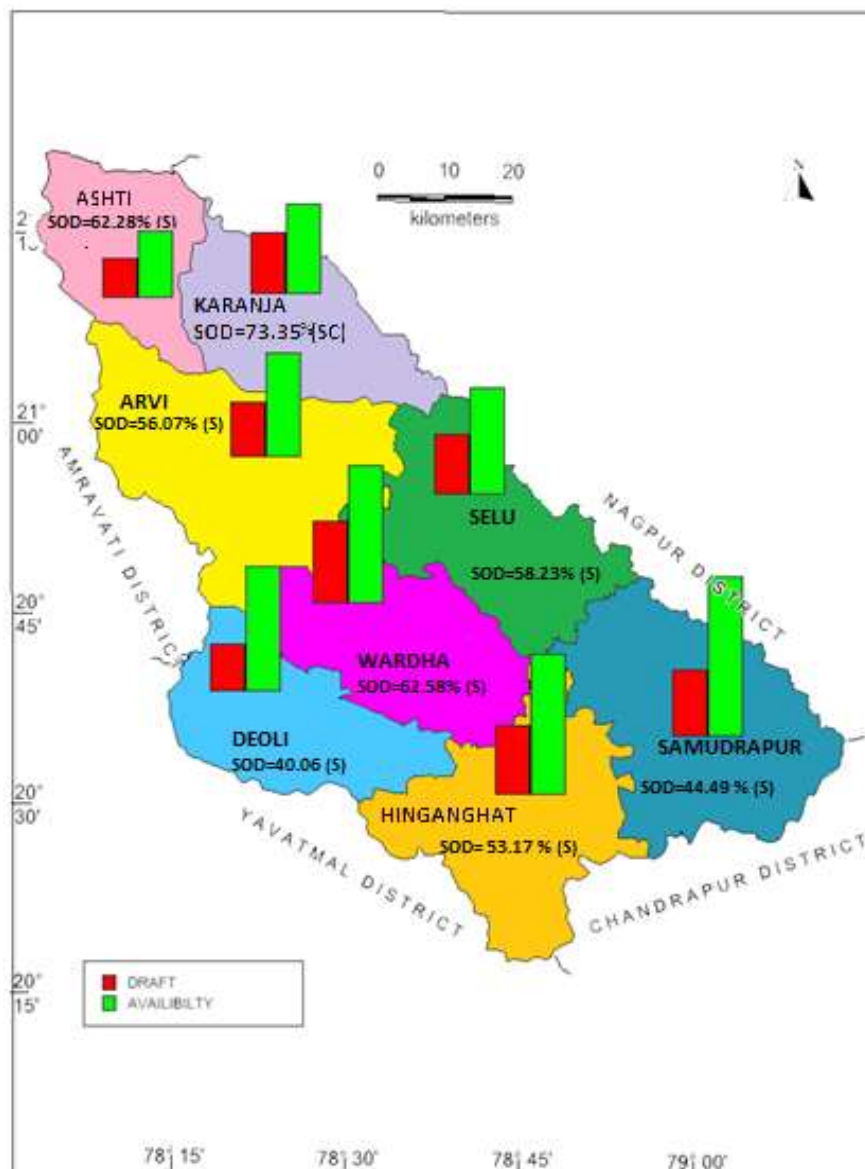 0 10 20
kilometers
N
ASHTI
SOD=62.28% (S)
KARANJA
SOD=73.35% (SC)
ARVI
SOD=56.07% (S)
21°
00'
SELU
SOD=58.23% (S)
AMRAVATI DISTRICT
NAGPUR DISTRICT
20°
45'
WARDHA
SOD=62.58% (S)
DEOLI
SOD=40.06 (S)
SAMUDRAPUR
SOD=44.49 % (S)
20°
30'
HINGANGHAT
SOD= 53.17 % (S)
YAVATMAL DISTRICT
CHANDRAPUR DISTRICT
DRAFT
AVAILIBILTY
20°
15'
78° 15' 78° 30' 78° 45' 79° 00'